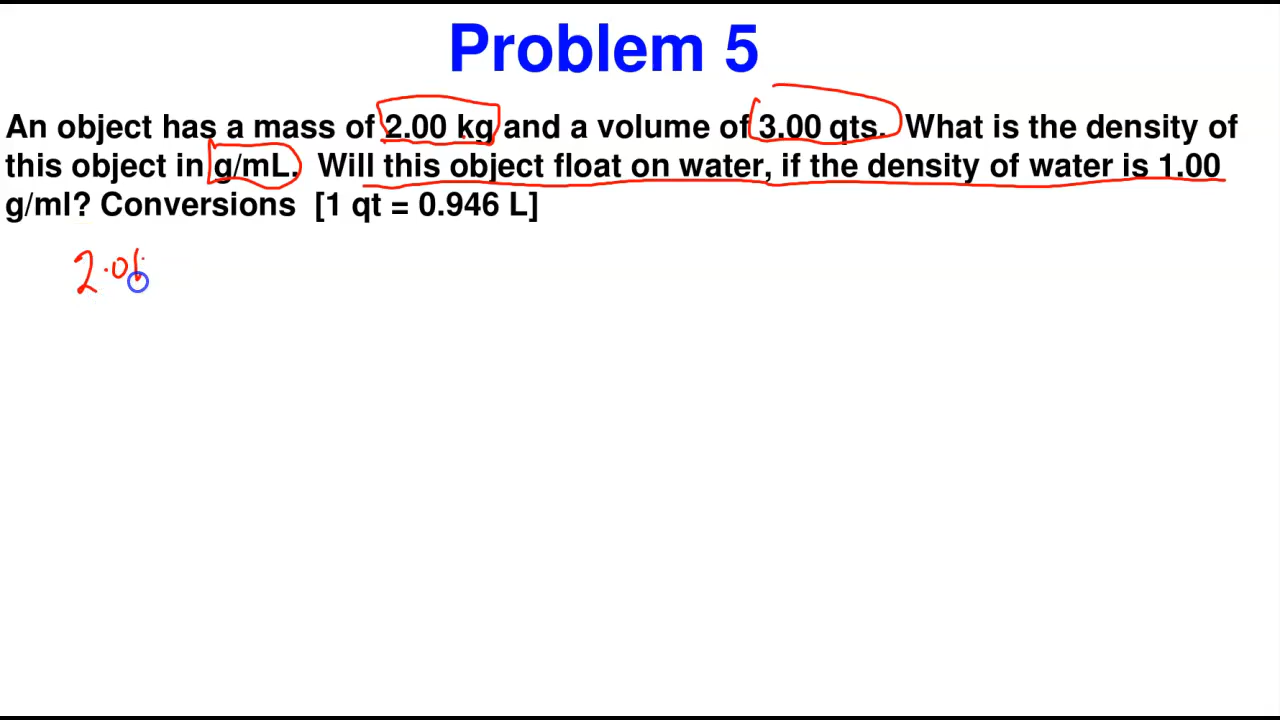 Problem 5
An object has a mass of 2.00 kg and a volume of 3.00 qts. What is the density of
this object in g/mL. Will this object float on water, if the density of water is 1.00
g/ml? Conversions [1 qt = 0.946 L]
2.0